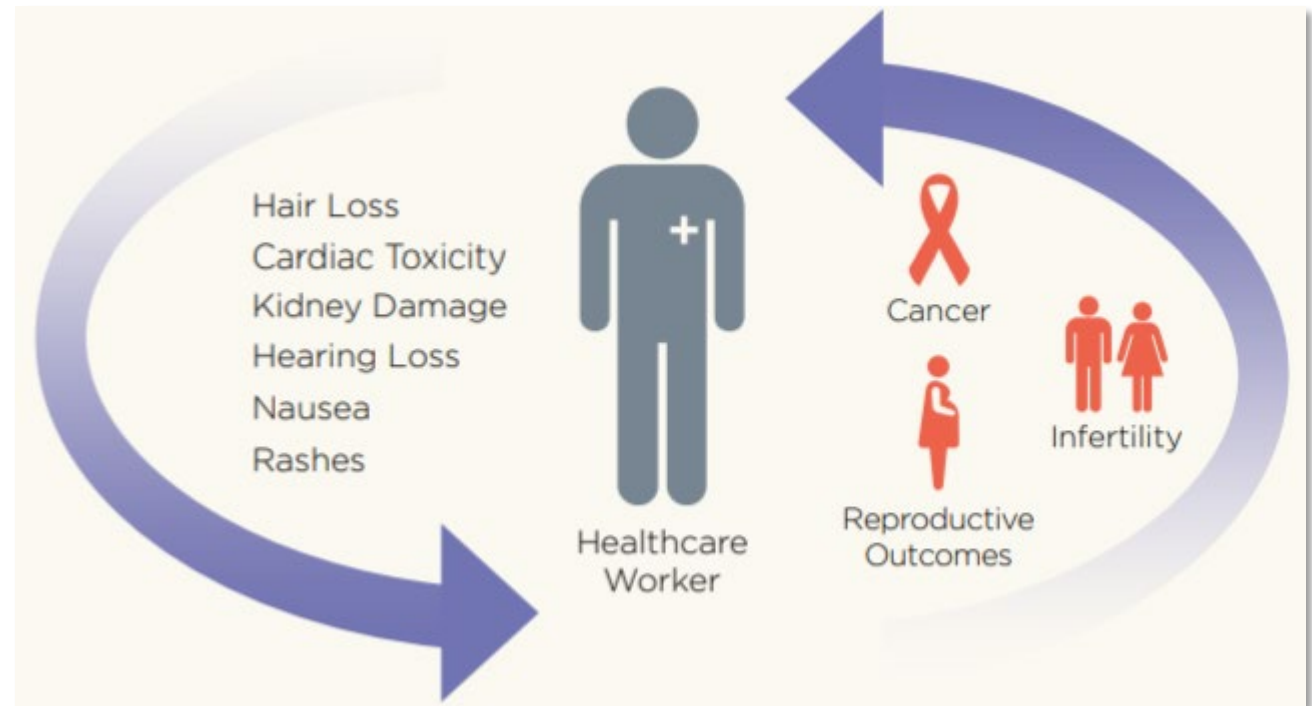 Hair Loss
Cardiac Toxicity
Kidney Damage
Hearing Loss
Nausea
Rashes
Healthcare
Worker
Cancer
Infertility
Reproductive
Outcomes